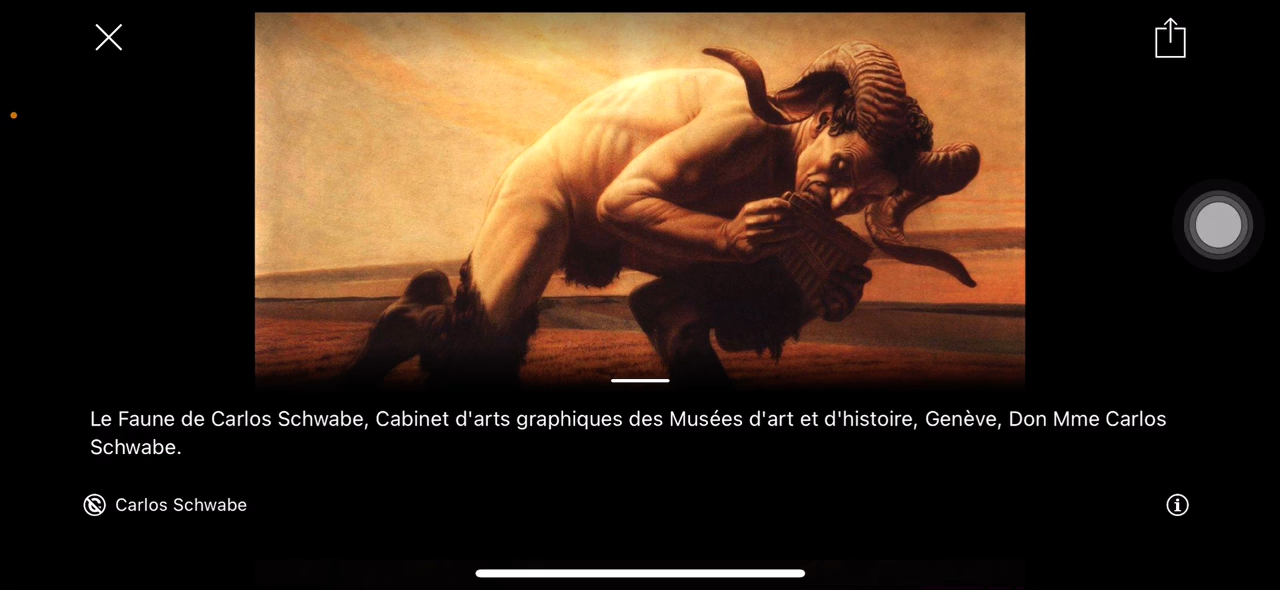 Le Faune de Carlos Schwabe, Cabinet d'arts graphiques des Musées d'art et d'histoire, Genève, Don Mme Carlos
Schwabe.
Carlos Schwabe